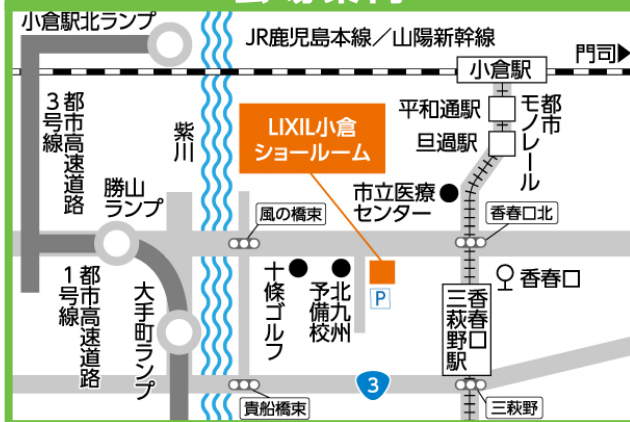 小倉駅北ランプ
JR鹿児島本線／山陽新幹線
門司
小倉駅
都市高速道路
3号線
紫川
LIXIL小倉
ショールーム
平和通駅
旦過駅
都市
モノレール
勝山
ランプ
市立医療
センター
風の橋東
香春口北
都市高速道路
1号線
大手町ランプ
十條ゴルフ
北九州
予備校
P
香春口
三萩野駅
香春口
3
貴船橋東
三萩野